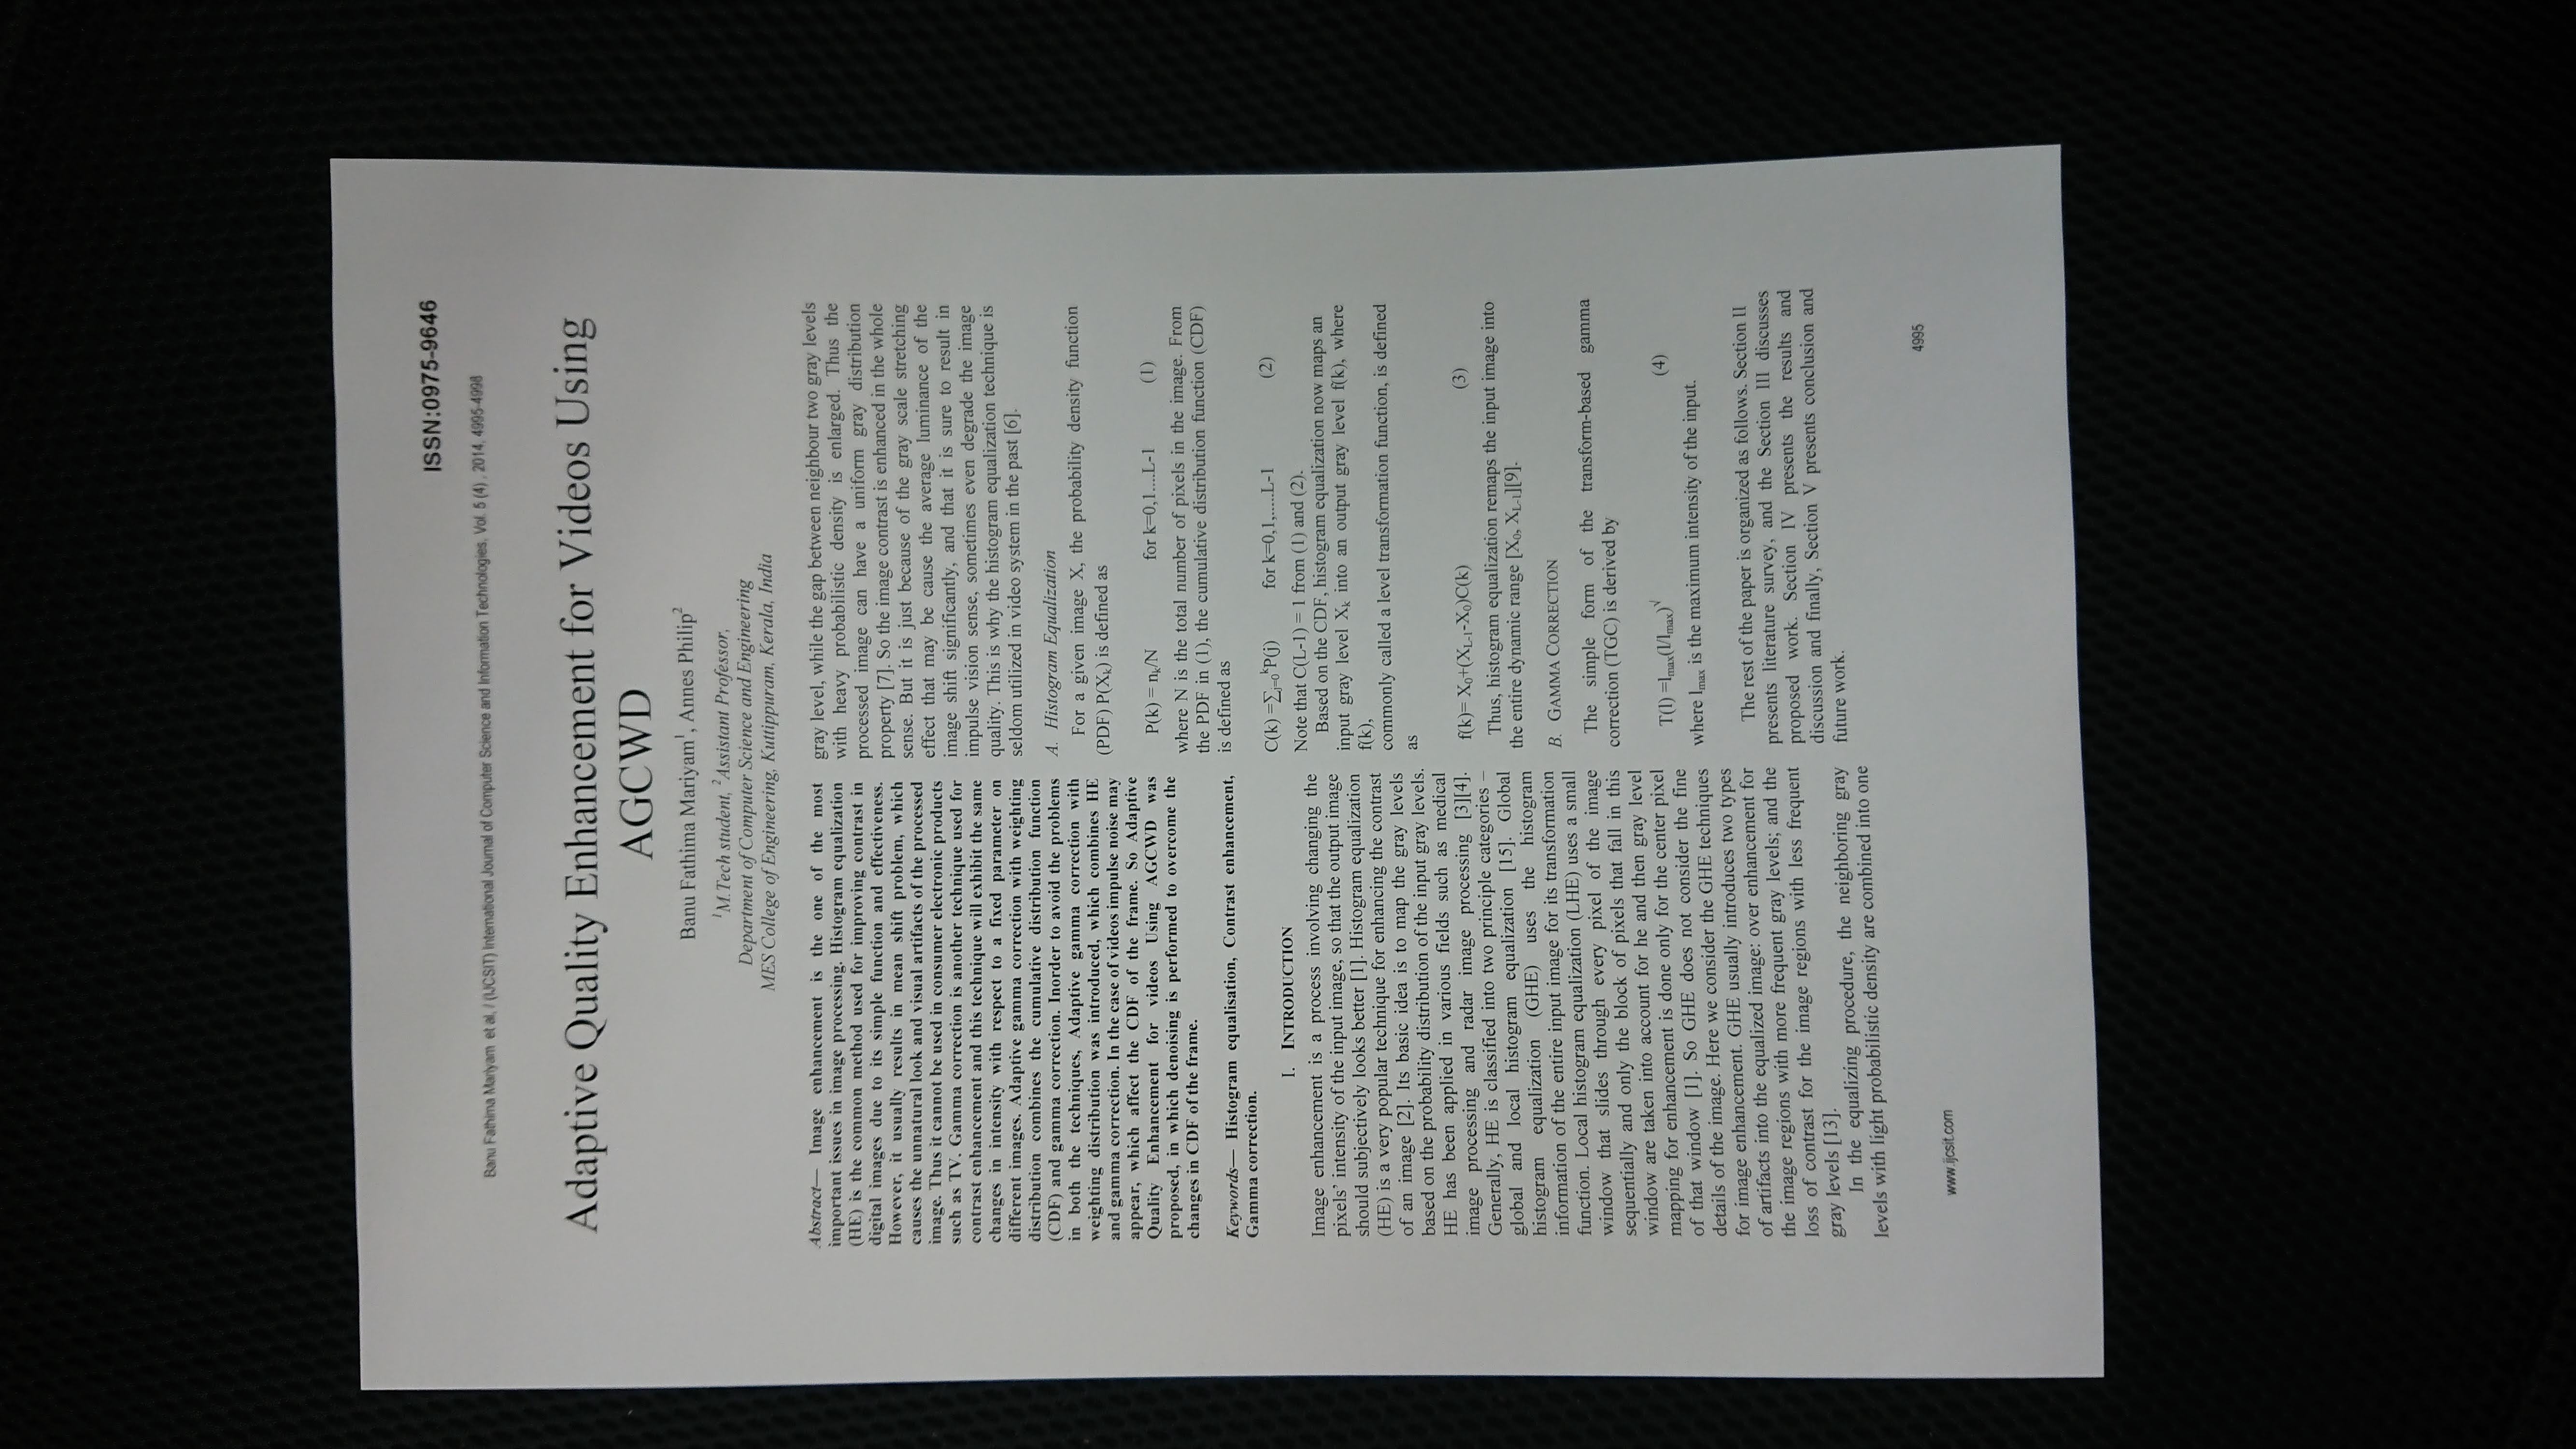 ISSN:0975-9646
Banu Fathima Mariyam et al, / (IJCSIT) International Journal of Computer Science and Information Technologies, Vol. 5 (4) , 2014, 4995-4998
Adaptive Quality Enhancement for Videos Using
AGCWD
Banu Fathima Mariyam¹, Annes Philip²
¹M.Tech student, ²Assistant Professor,
Department of Computer Science and Engineering
MES College of Engineering, Kuttippuram, Kerala, India
Abstract— Image enhancement is the one of the most
important issues in image processing. Histogram equalization
(HE) is the common method used for improving contrast in
digital images due to its simple function and effectiveness.
However, it usually results in mean shift problem, which
causes the unnatural look and visual artifacts of the processed
image. Thus it cannot be used in consumer electronic products
such as TV. Gamma correction is another technique used for
contrast enhancement and this technique will exhibit the same
changes in intensity with respect to a fixed parameter on
different images. Adaptive gamma correction with weighting
distribution combines the cumulative distribution function
(CDF) and gamma correction. Inorder to avoid the problems
in both the techniques, Adaptive gamma correction with
weighting distribution was introduced, which combines HE
and gamma correction. In the case of videos impulse noise may
appear, which affect the CDF of the frame. So Adaptive
Quality Enhancement for videos Using AGCWD was
proposed, in which denoising is performed to overcome the
changes in CDF of the frame.
Keywords— Histogram equalisation, Contrast enhancement,
Gamma correction.
I. INTRODUCTION
Image enhancement is a process involving changing the
pixels' intensity of the input image, so that the output image
should subjectively looks better [1]. Histogram equalization
(HE) is a very popular technique for enhancing the contrast
of an image [2]. Its basic idea is to map the gray levels
based on the probability distribution of the input gray levels.
HE has been applied in various fields such as medical
image processing and radar image processing [3][4].
Generally, HE is classified into two principle categories –
global and local histogram equalization [15]. Global
histogram equalization (GHE) uses the histogram
information of the entire input image for its transformation
function. Local histogram equalization (LHE) uses a small
window that slides through every pixel of the image
sequentially and only the block of pixels that fall in this
window are taken into account for he and then gray level
mapping for enhancement is done only for the center pixel
of that window [1]. So GHE does not consider the fine
details of the image. Here we consider the GHE techniques
for image enhancement. GHE usually introduces two types
of artifacts into the equalized image: over enhancement for
the image regions with more frequent gray levels; and the
loss of contrast for the image regions with less frequent
gray levels [13].
In the equalizing procedure, the neighboring gray
levels with light probabilistic density are combined into one
gray level, while the gap between neighbour two gray levels
with heavy probabilistic density is enlarged. Thus the
processed image can have a uniform gray distribution
property [7]. So the image contrast is enhanced in the whole
sense. But it is just because of the gray scale stretching
effect that may be cause the average luminance of the
image shift significantly, and that it is sure to result in
impulse vision sense, sometimes even degrade the image
quality. This is why the histogram equalization technique is
seldom utilized in video system in the past [6].
A. Histogram Equalization
For a given image X, the probability density function
(PDF) P(Xₖ) is defined as
P(k) = nₖ/N for k=0,1....L-1 (1)
where N is the total number of pixels in the image. From
the PDF in (1), the cumulative distribution function (CDF)
is defined as
C(k) =∑ⱼ₌₀ᵏP(j) for k=0,1,.....L-1 (2)
Note that C(L-1) = 1 from (1) and (2).
Based on the CDF, histogram equalization now maps an
input gray level Xₖ into an output gray level f(k), where
f(k),
commonly called a level transformation function, is defined
as
f(k)= X₀+(X_L-1-X₀)C(k) (3)
Thus, histogram equalization remaps the input image into
the entire dynamic range [X₀, X_L-1][9].
B. GAMMA CORRECTION
The simple form of the transform-based gamma
correction (TGC) is derived by
T(l) =lₘₐₓ(l/lₘₐₓ)^√ (4)
where lₘₐₓ is the maximum intensity of the input.
The rest of the paper is organized as follows. Section II
presents literature survey, and the Section III discusses
proposed work. Section IV presents the results and
discussion and finally, Section V presents conclusion and
future work.
www.ijcsit.com
4995